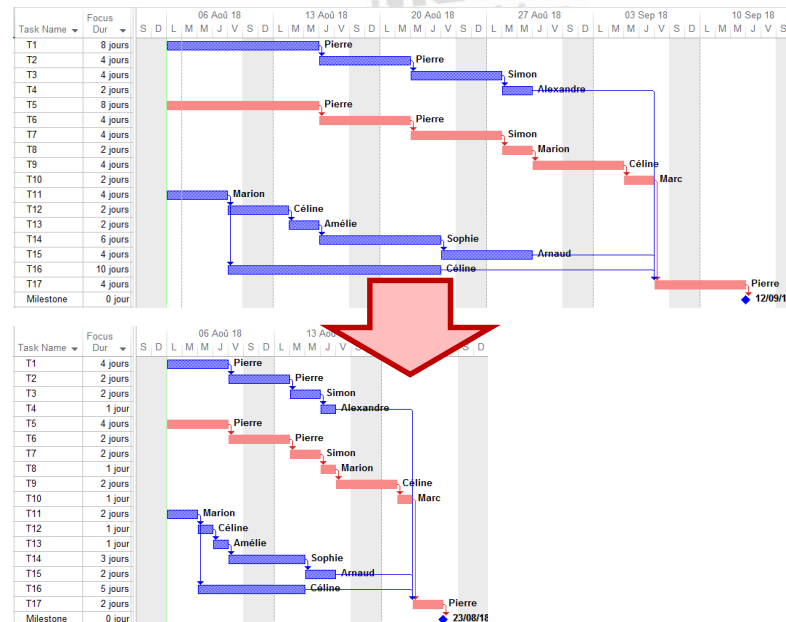 Task Name Focus Dur 06 Aoû 18 13 Aoû 18 20 Aoû 18 27 Aoû 18 03 Sep 18 10 Sep 18
S D L M M J V S D L M M J V S D L M M J V S D L M M J V S D L M M J V S D L M M J V S
T1 8 jours Pierre
T2 4 jours Pierre
T3 4 jours Simon
T4 2 jours Alexandre
T5 8 jours Pierre
T6 4 jours Pierre
T7 4 jours Simon
T8 2 jours Marion
T9 4 jours Céline
T10 2 jours Marc
T11 4 jours Marion
T12 2 jours Céline
T13 2 jours Amélie
T14 6 jours Sophie
T15 4 jours Arnaud
T16 10 jours Céline
T17 4 jours Pierre
Milestone 0 jour 12/09/1
Task Name Focus Dur 06 Aoû 18 13 Aoû
S D L M M J V S D L M M J V S D
T1 4 jours Pierre
T2 2 jours Pierre
T3 2 jours Simon
T4 1 jour Alexandre
T5 4 jours Pierre
T6 2 jours Pierre
T7 2 jours Simon
T8 1 jour Marion
T9 2 jours Céline
T10 1 jour Marc
T11 2 jours Marion
T12 1 jour Céline
T13 1 jour Amélie
T14 3 jours Sophie
T15 2 jours Arnaud
T16 5 jours Céline
T17 2 jours Pierre
Milestone 0 jour 23/08/18